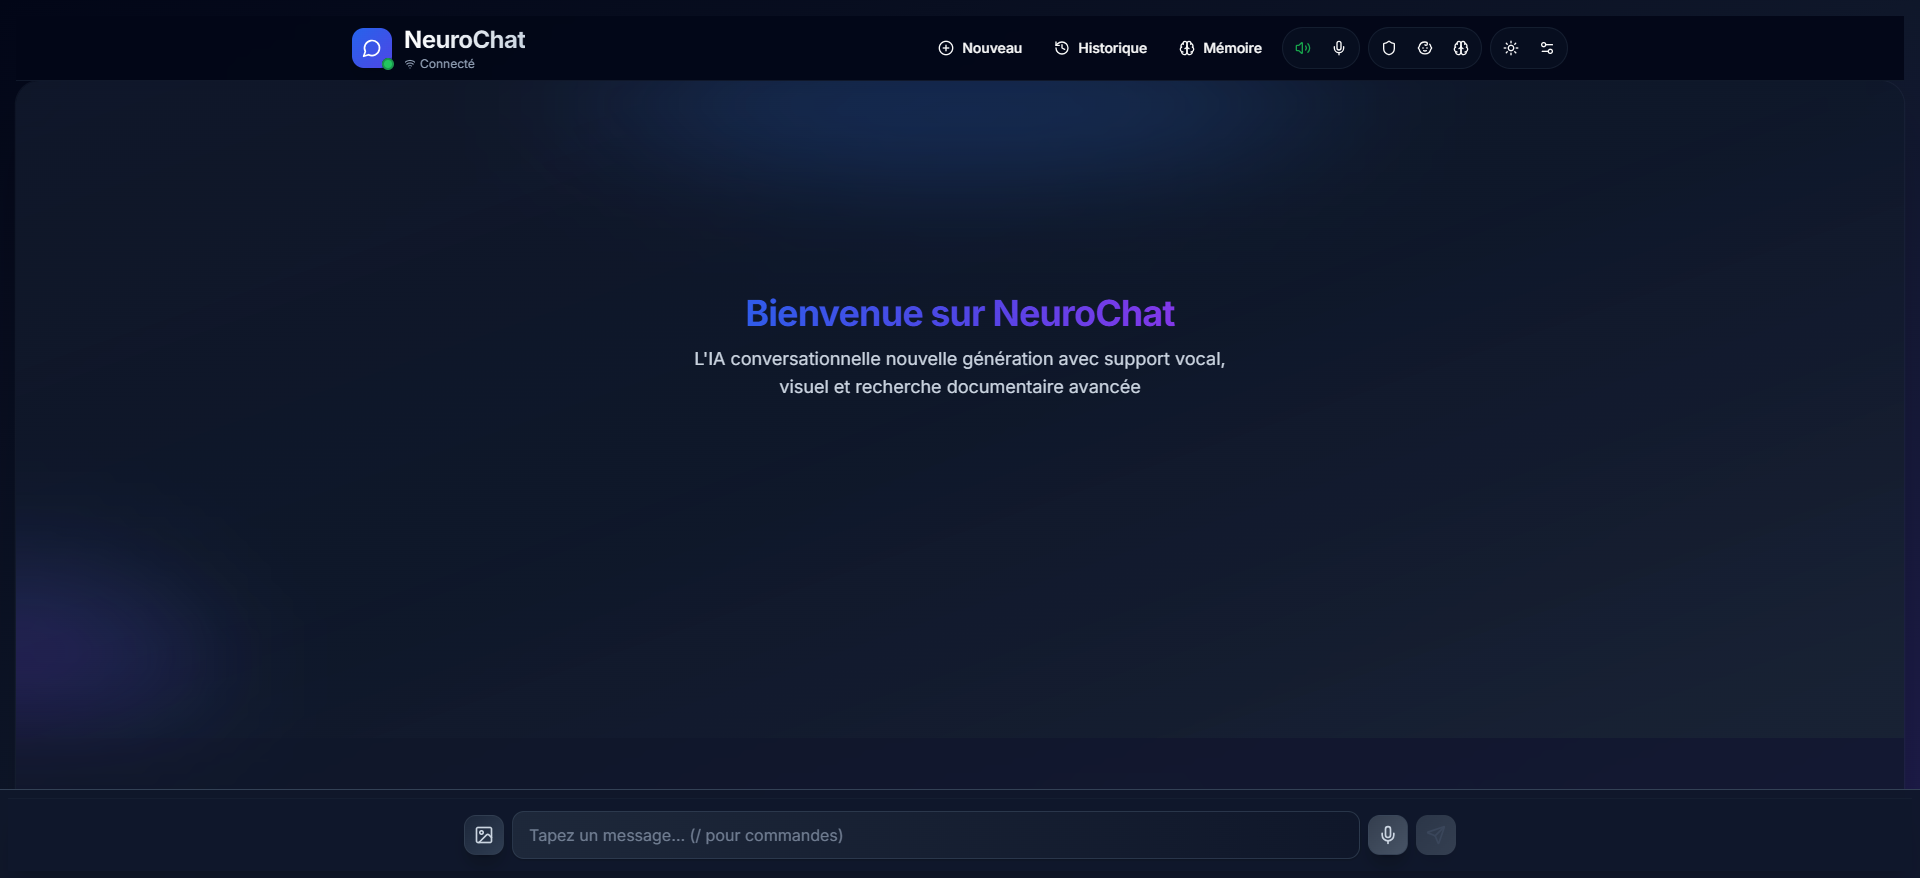 NeuroChat
Connecté
Nouveau
Historique
Mémoire
Bienvenue sur NeuroChat
L'IA conversationnelle nouvelle génération avec support vocal,
visuel et recherche documentaire avancée
Tapez un message... (/ pour commandes)